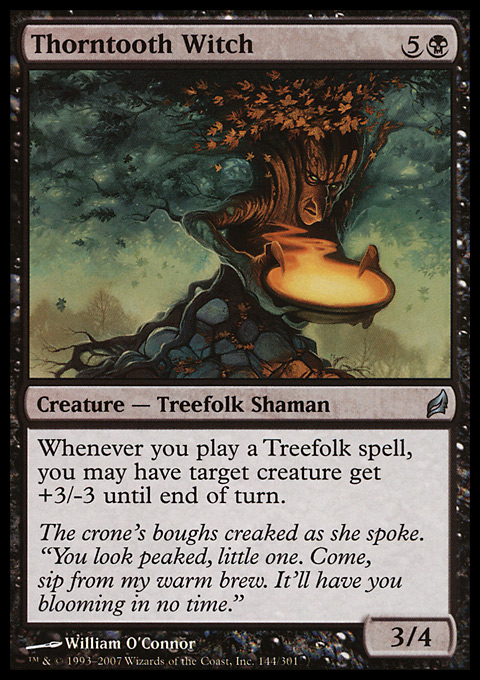 Thorntooth Witch 5
Creature — Treefolk Shaman
Whenever you play a Treefolk spell,
you may have target creature get
+3/-3 until end of turn.
The crone's boughs creaked as she spoke.
“You look peaked, little one. Come,
sip from my warm brew. It'll have you
blooming in no time.”
William O'Connor
3/4
™ & © 1993–2007 Wizards of the Coast, Inc. 144/301